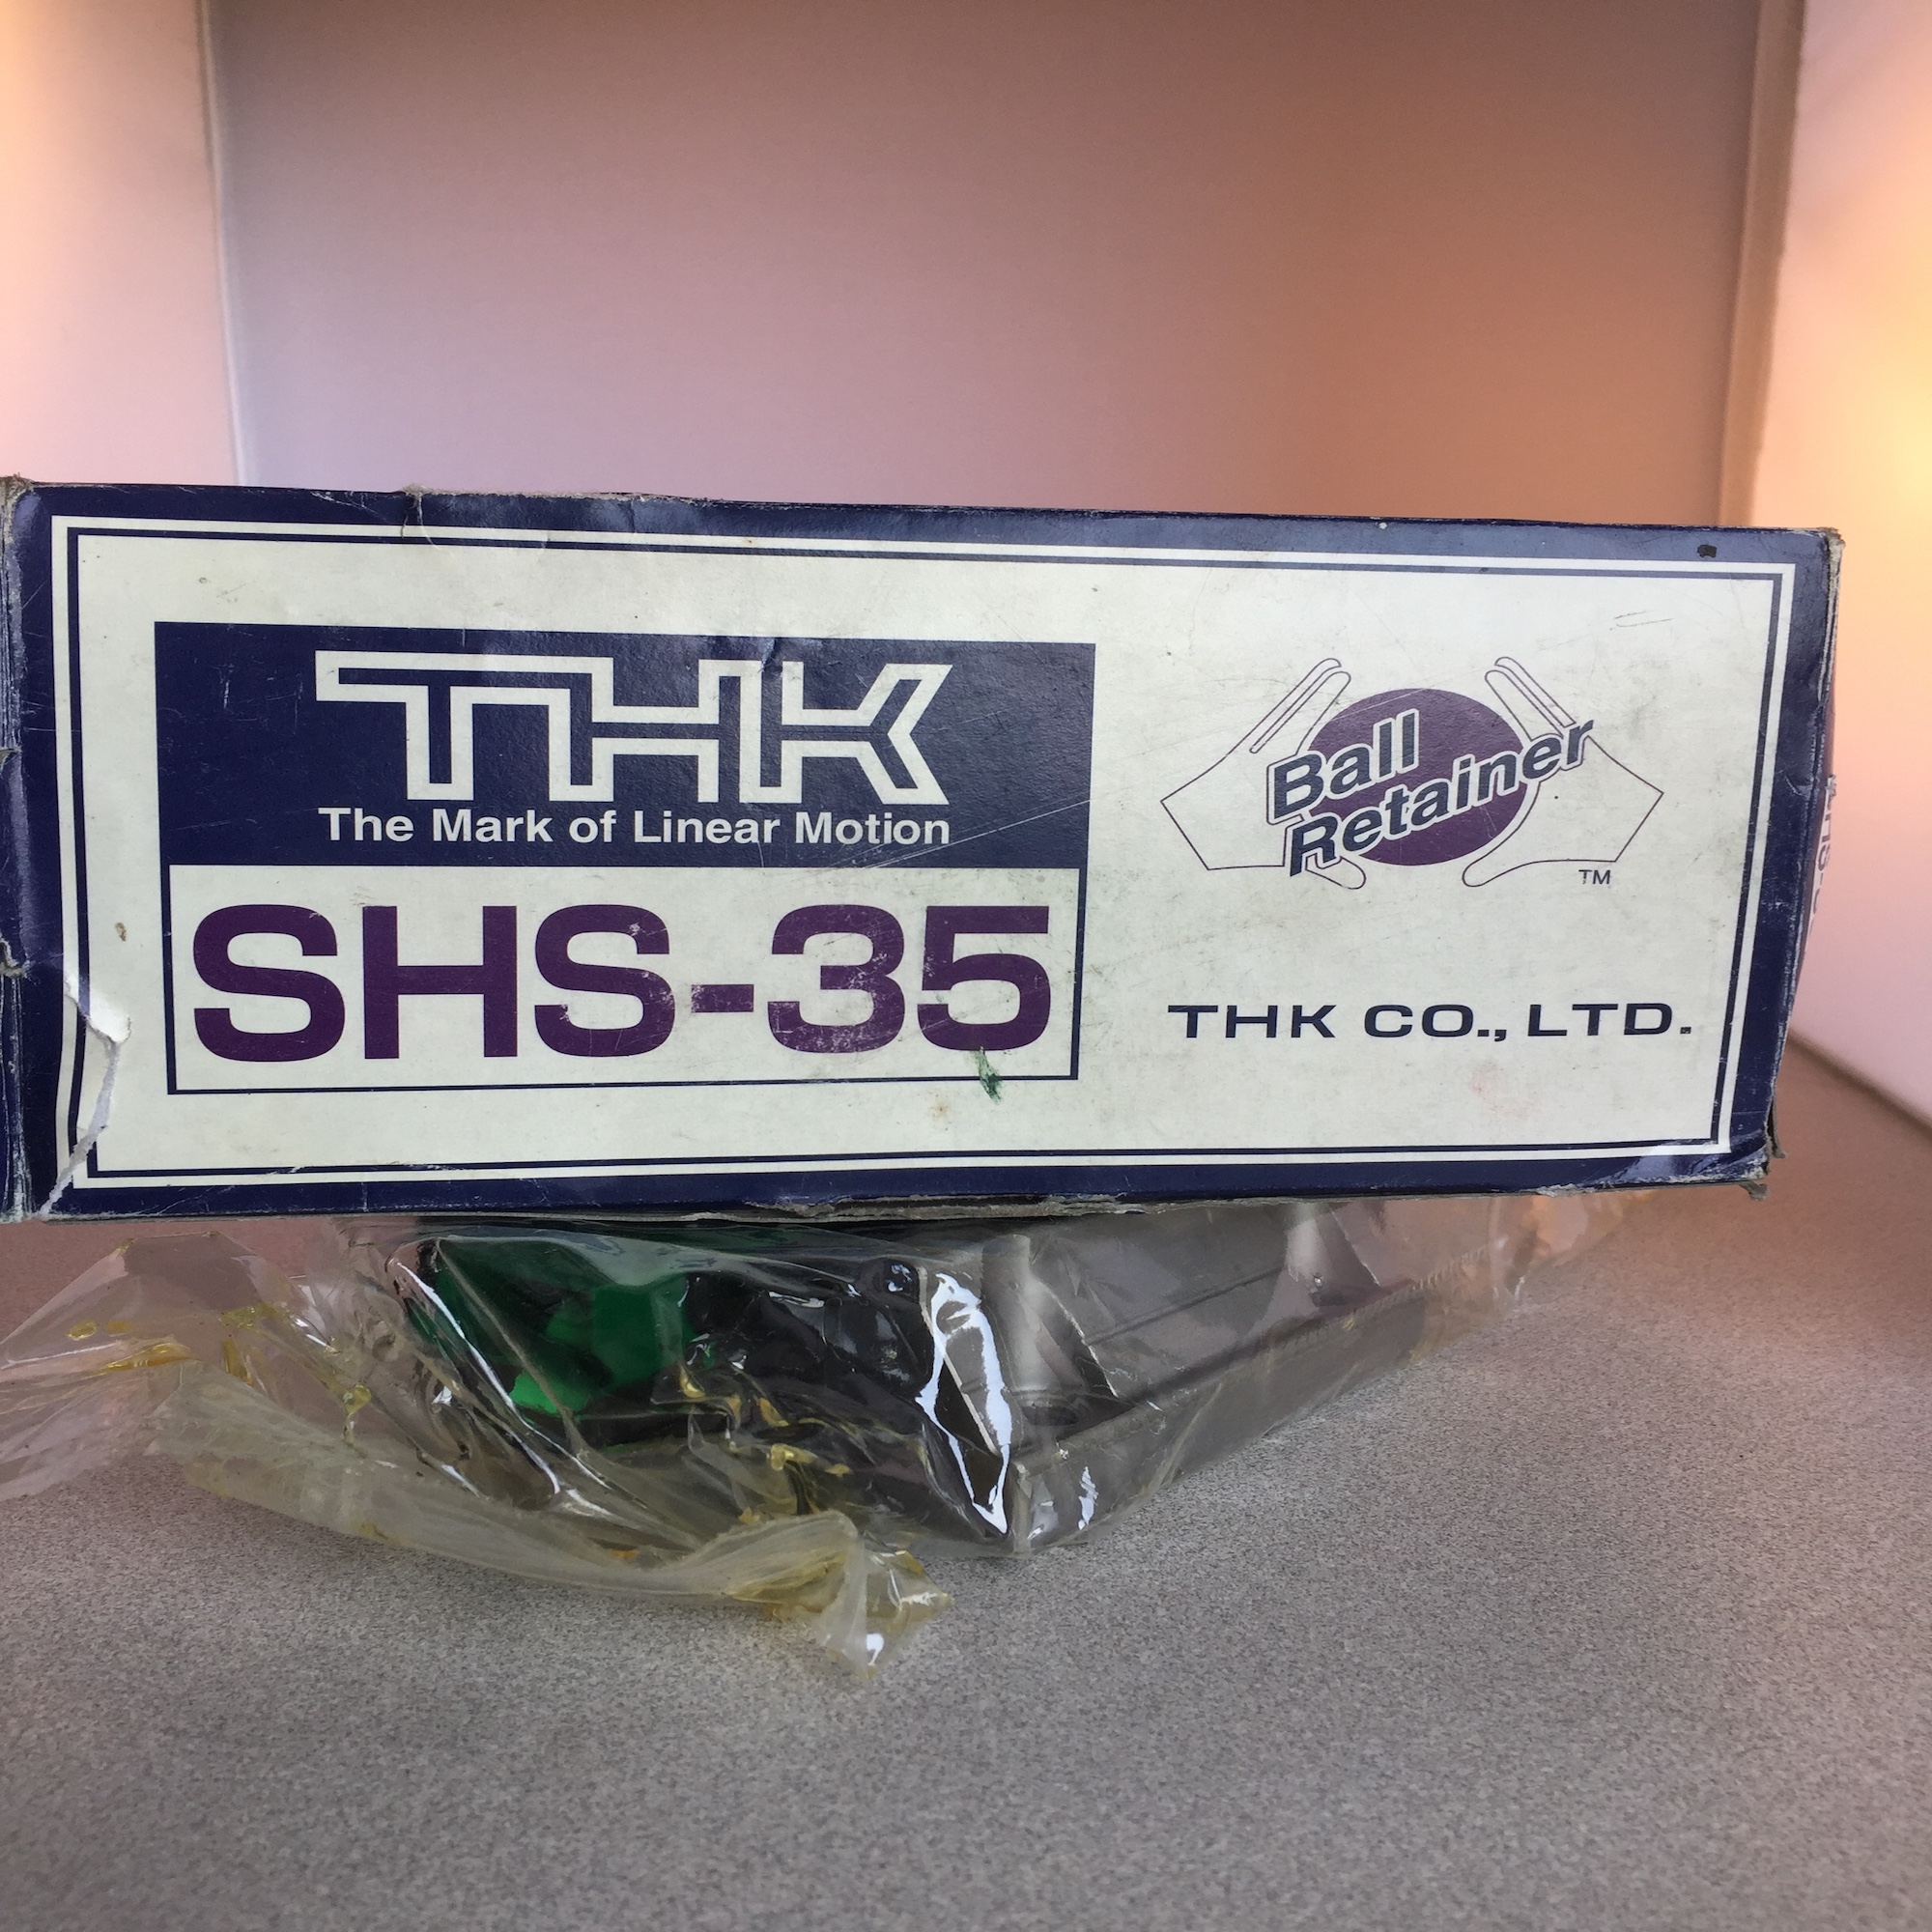 THK
The Mark of Linear Motion
SHS-35
Ball
Retainer
TM
THK CO., LTD.